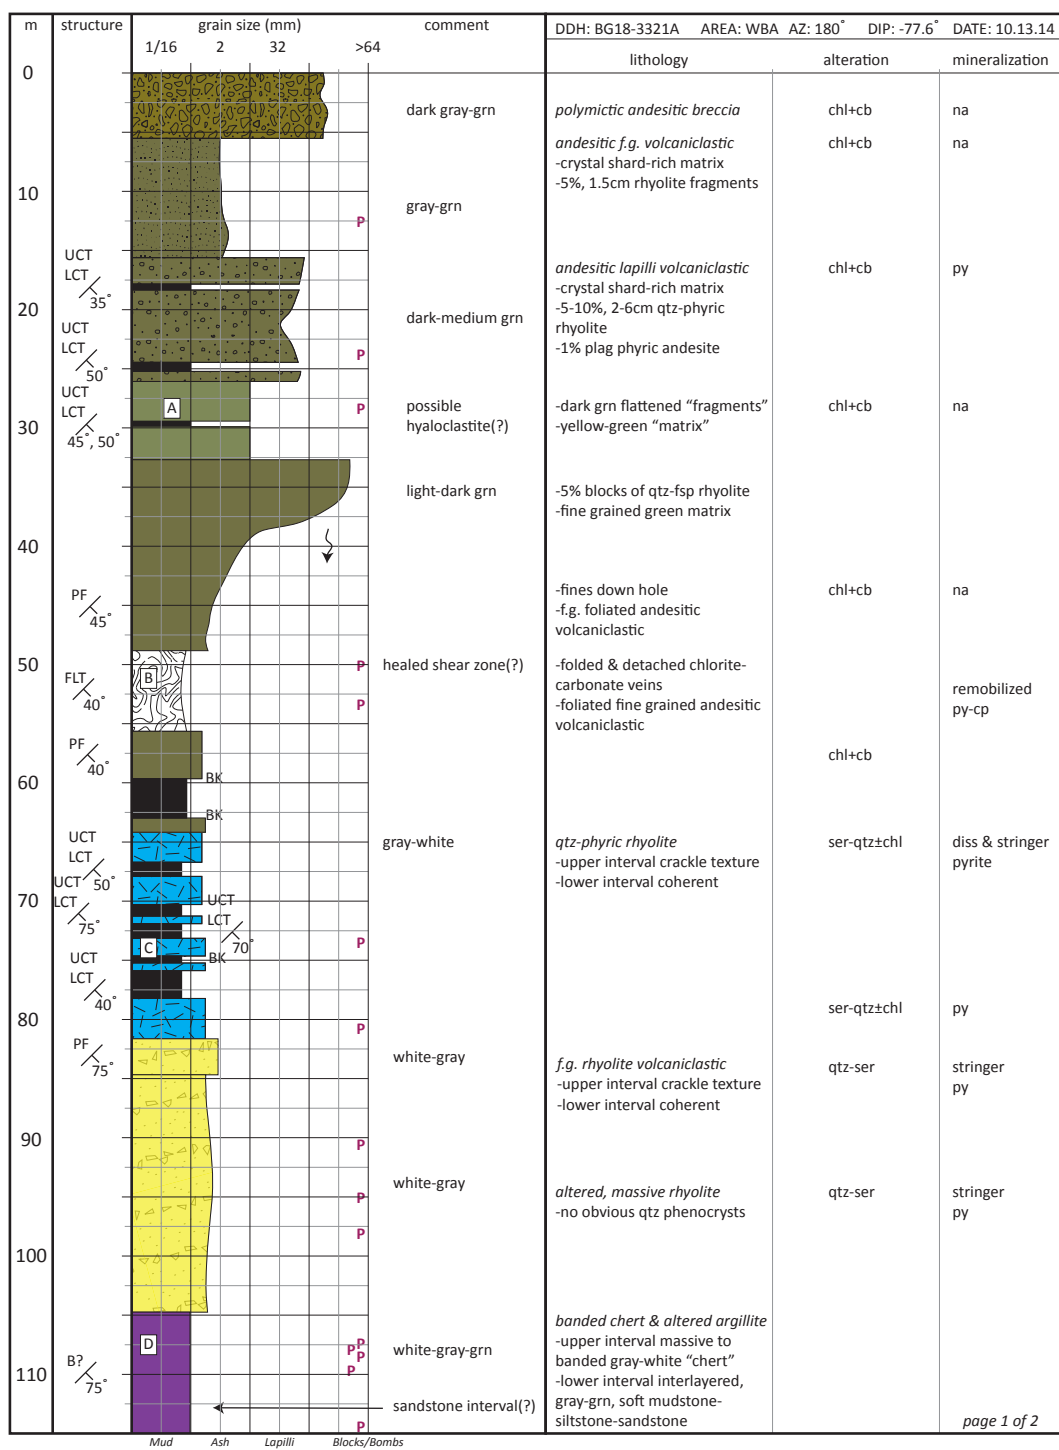 m structure grain size (mm) comment
1/16 2 32 >64
DDH: BG18-3321A AREA: WBA AZ: 180° DIP: -77.6° DATE: 10.13.14
lithology alteration mineralization
0
dark gray-grn polymictic andesitic breccia chl+cb na
andesitic f.g. volcaniclastic chl+cb na
-crystal shard-rich matrix
-5%, 1.5cm rhyolite fragments
10
gray-grn
P
UCT
LCT
35°
andesitic lapilli volcaniclastic chl+cb py
-crystal shard-rich matrix
-5-10%, 2-6cm qtz-phyric
rhyolite
-1% plag phyric andesite
20
dark-medium grn
UCT
LCT
50°
P
UCT
LCT
45°, 50°
A
P
possible
hyaloclastite(?)
-dark grn flattened “fragments” chl+cb na
-yellow-green “matrix”
30
light-dark grn
-5% blocks of qtz-fsp rhyolite
-fine grained green matrix
40
PF
45°
-fines down hole chl+cb na
-f.g. foliated andesitic
volcaniclastic
50
B
P
healed shear zone(?)
-folded & detached chlorite-
carbonate veins
-foliated fine grained andesitic
volcaniclastic
FLT
40°
P
remobilized
py-cp
PF
40°
chl+cb
BK
60
BK
UCT
LCT
50°
gray-white
qtz-phyric rhyolite ser-qtz±chl diss & stringer
-upper interval crackle texture pyrite
-lower interval coherent
UCT
LCT
75°
70
UCT
LCT
70°
C
P
BK
UCT
LCT
40°
ser-qtz±chl py
80
P
PF
75°
white-gray
f.g. rhyolite volcaniclastic qtz-ser stringer
-upper interval crackle texture py
-lower interval coherent
90
P
white-gray
P
altered, massive rhyolite qtz-ser stringer
-no obvious qtz phenocrysts py
P
100
banded chert & altered argillite
-upper interval massive to
banded gray-white “chert”
-lower interval interlayered,
gray-grn, soft mudstone-
siltstone-sandstone
D
P
P
P
P
white-gray-grn
B?
75°
110
sandstone interval(?)
P
page 1 of 2
Mud Ash Lapilli Blocks/Bombs